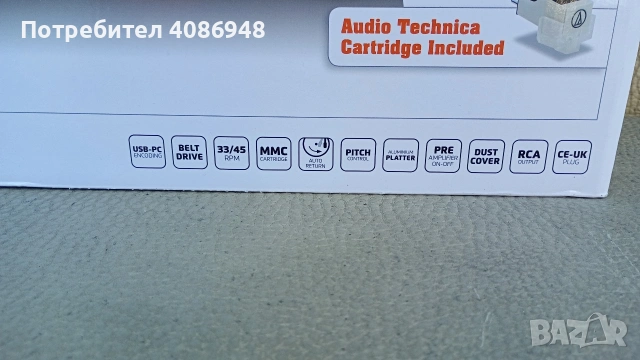 Потребител 4086948
Audio Technica
Cartridge Included
USB-PC
ENCODING
BELT
DRIVE
33/45
RPM
MMC
CARTRIDGE
AUTO
RETURN
PITCH
CONTROL
ALUMINIUM
PLATTER
PRE
AMPLIFIER
ON-OFF
DUST
COVER
RCA
OUTPUT
CE-UK
PLUG
BAZAR